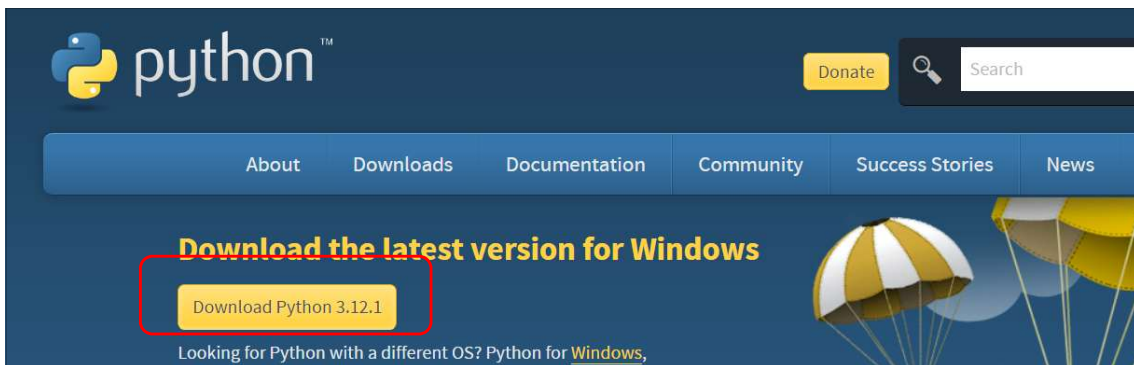 python™
Donate
Search
About Downloads Documentation Community Success Stories News
Download the latest version for Windows
Download Python 3.12.1
Looking for Python with a different OS? Python for Windows,